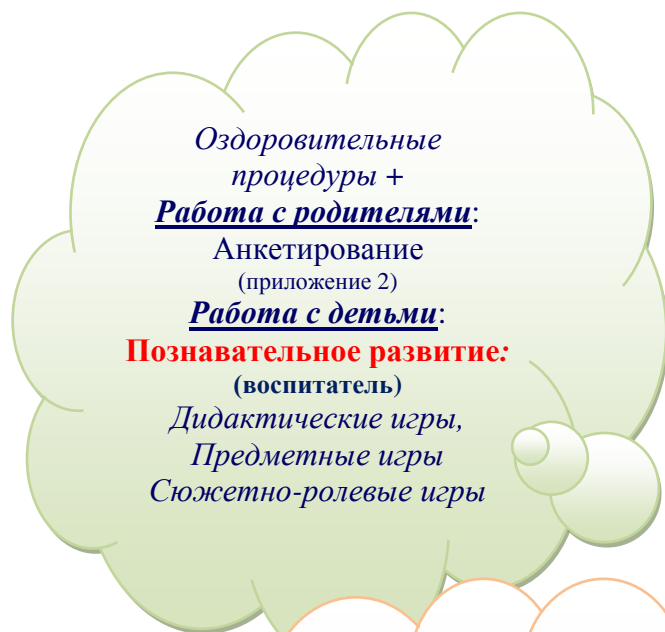 Оздоровительные
процедуры +
Работа с родителями:
Анкетирование
(приложение 2)
Работа с детьми:
Познавательное развитие:
(воспитатель)
Дидактические игры,
Предметные игры
Сюжетно-ролевые игры